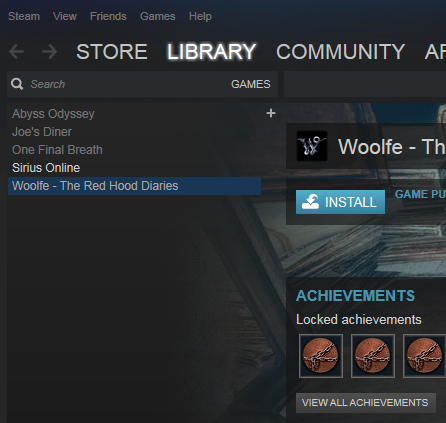 Steam View Friends Games Help
STORE LIBRARY COMMUNITY
Search GAMES
Abyss Odyssey +
Joe's Diner
One Final Breath
Sirius Online
Woolfe - The Red Hood Diaries
Woolfe - Th
INSTALL GAME PU
ACHIEVEMENTS
Locked achievements
VIEW ALL ACHIEVEMENTS